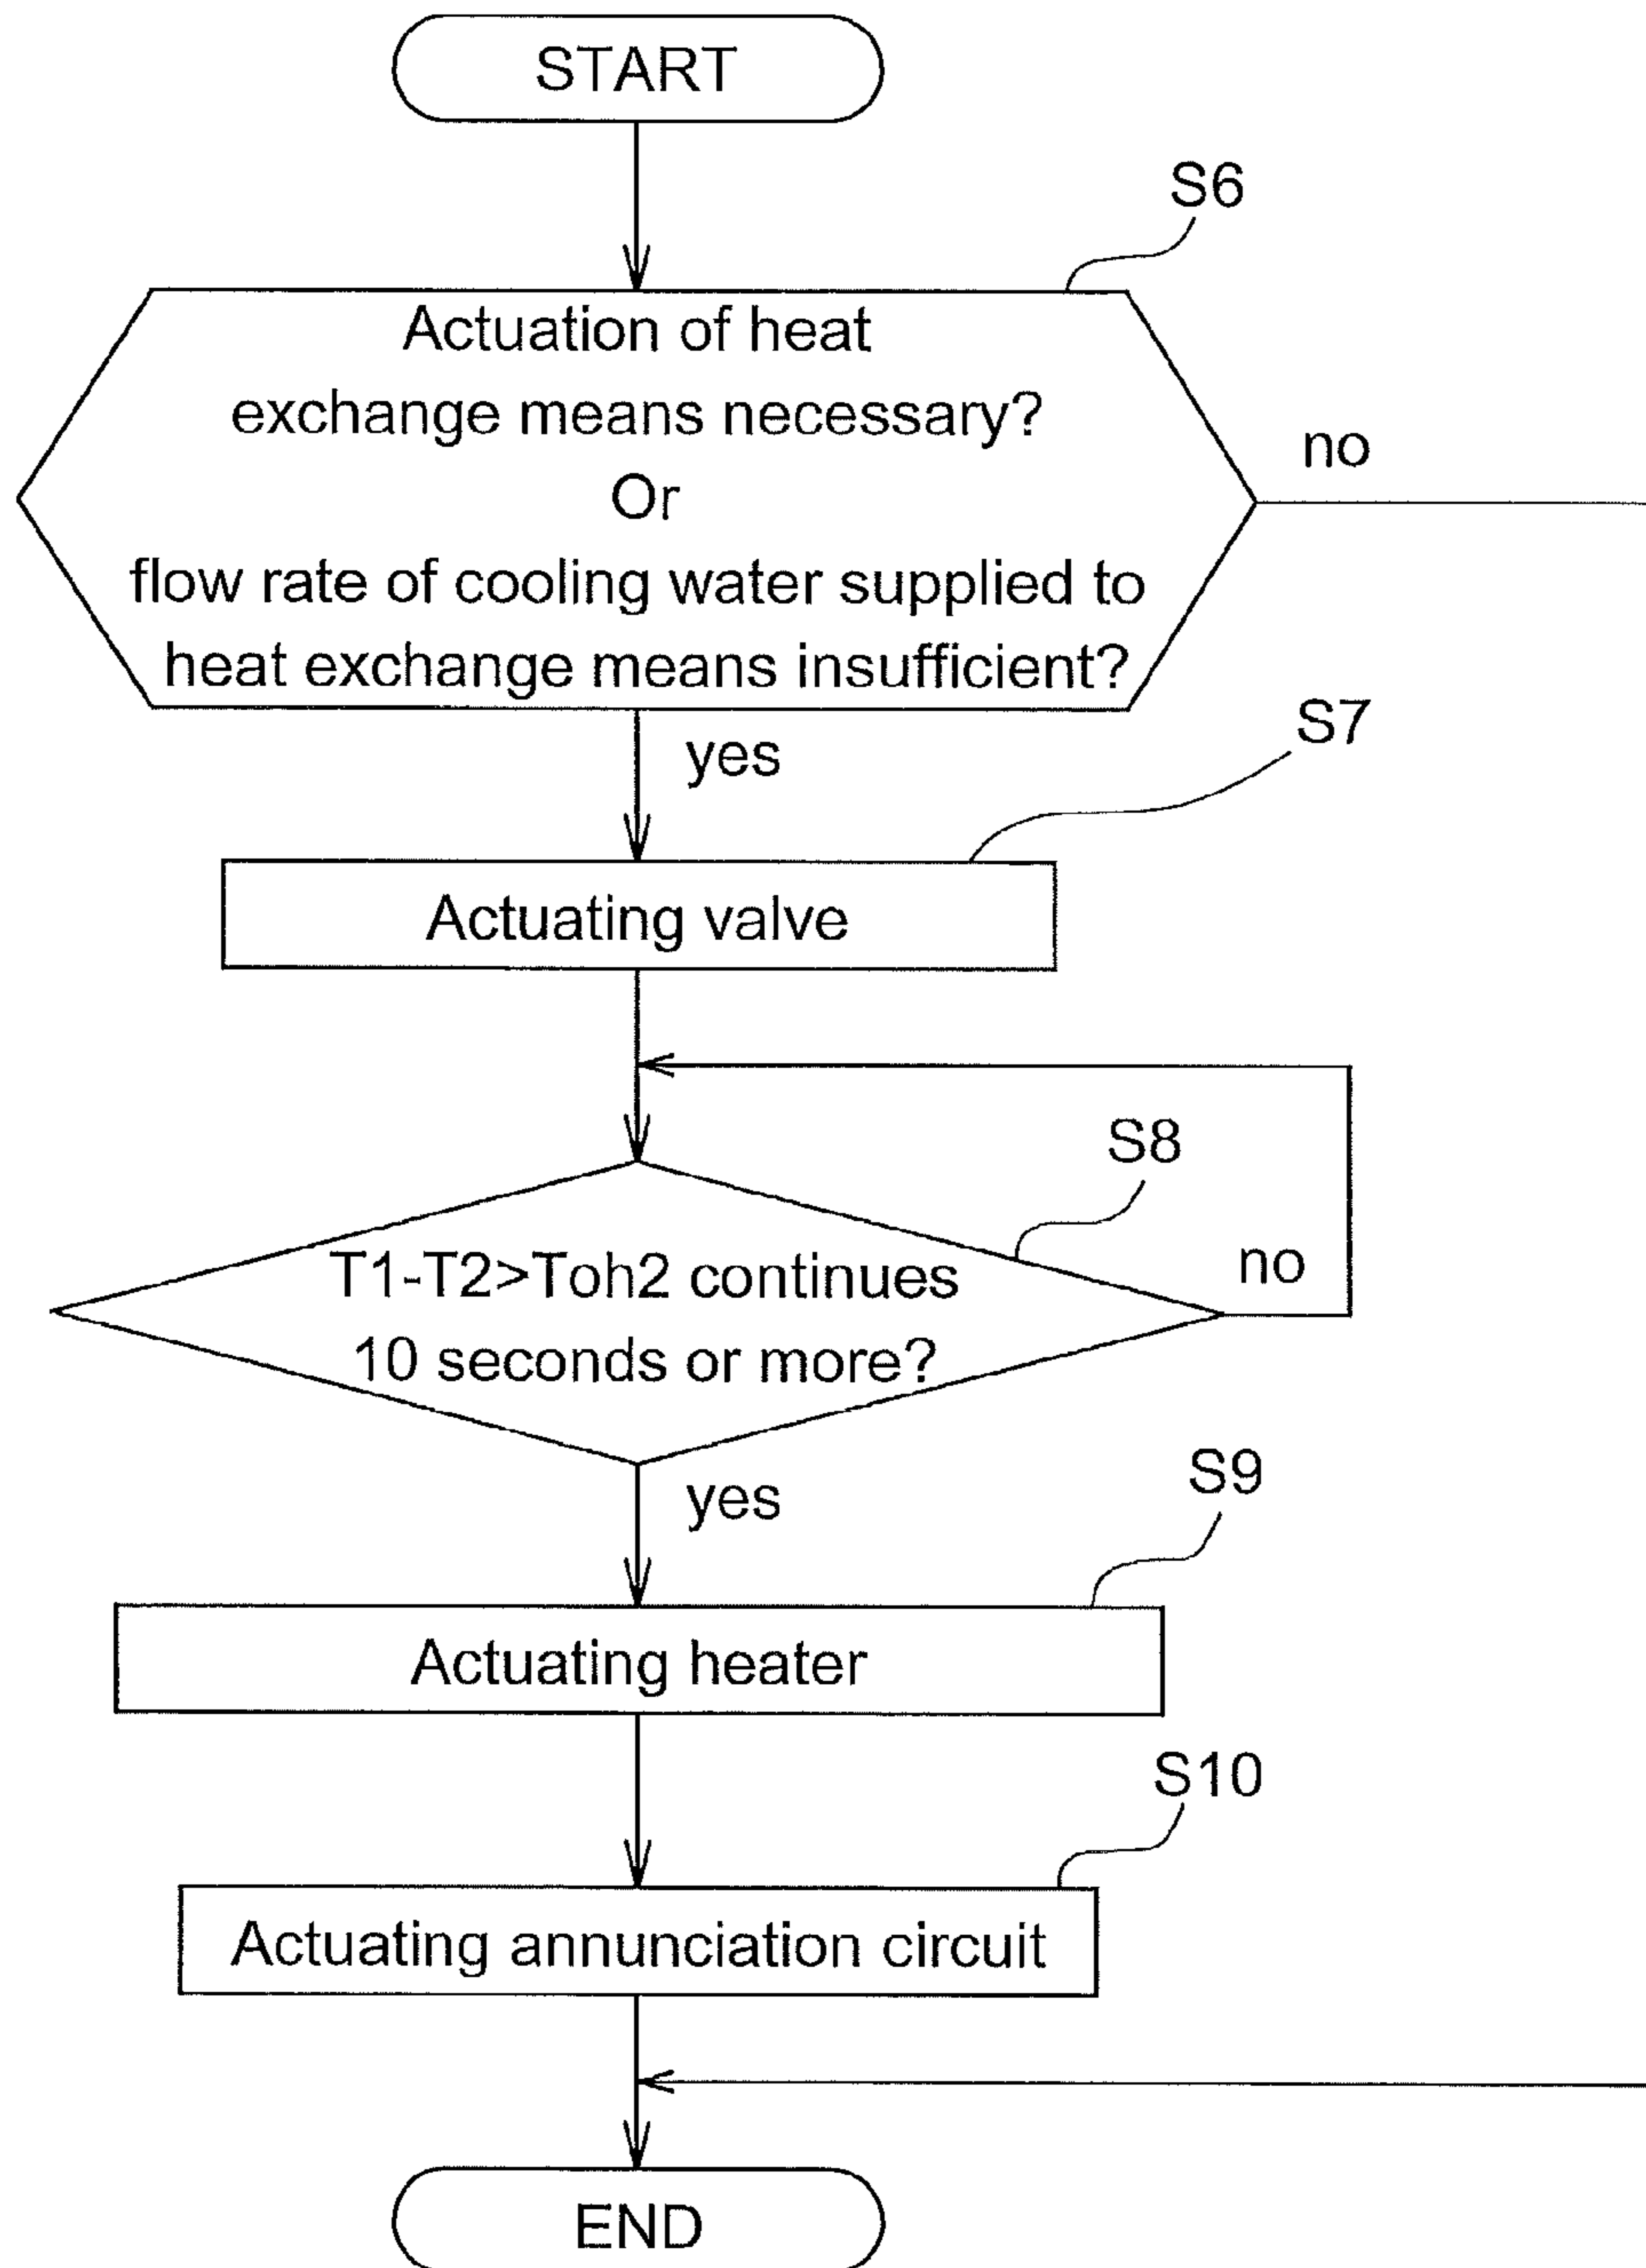 START
S6
Actuation of heat
exchange means necessary?
Or
flow rate of cooling water supplied to
heat exchange means insufficient?
no
yes
S7
Actuating valve
S8
T1-T2>Toh2 continues
10 seconds or more?
no
yes
S9
Actuating heater
S10
Actuating annunciation circuit
END